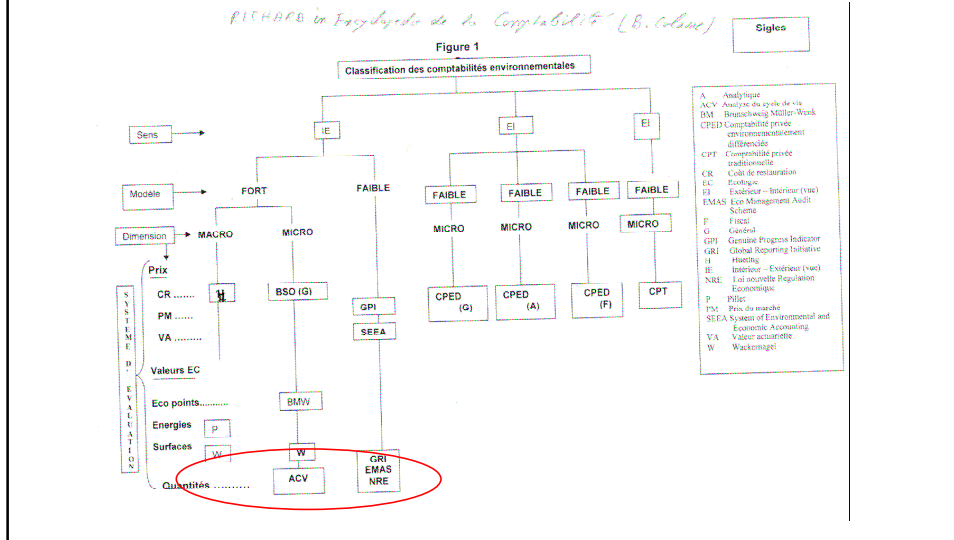 RICHARD in Encyclopedie de la Comptabilité (B. Colasse)
Sigles
Figure 1
Classification des comptabilités environnementales
Sens
IE
EI
EI
Modèle
FORT
FAIBLE
FAIBLE
FAIBLE
FAIBLE
FAIBLE
Dimension
MACRO
MICRO
MICRO
MICRO
MICRO
MICRO
SYSTEME D' EVALUATION
Prix
CR .......
H
BSO (G)
CPED
(G)
CPED
(A)
CPED
(F)
CPT
PM ......
GPI
VA .........
SEEA
Valeurs EC
Eco points..........
BMW
Energies
P
Surfaces
W
W
Quantités ..........
ACV
GRI
EMAS
NRE
A Analytique
ACV Analyse du cycle de vie
BM Brunschweig Müller-Wenk
CPED Comptabilité privée
environnementalement
différenciée
CPT Comptabilité privée
traditionnelle
CR Coût de restauration
EC Ecologie
EI Extérieur – Intérieur (vue)
EMAS Eco Management Audit
Scheme
F Fiscal
G Général
GPI Genuine Progress Indicator
GRI Global Reporting Initiative
H Hueting
IE Intérieur – Extérieur (vue)
NRE Loi nouvelle Regulation
Economique
P Pillet
PM Prix du marché
SEEA System of Environmental and
Economic Accounting
VA Valeur actuarielle
W Wackernagel